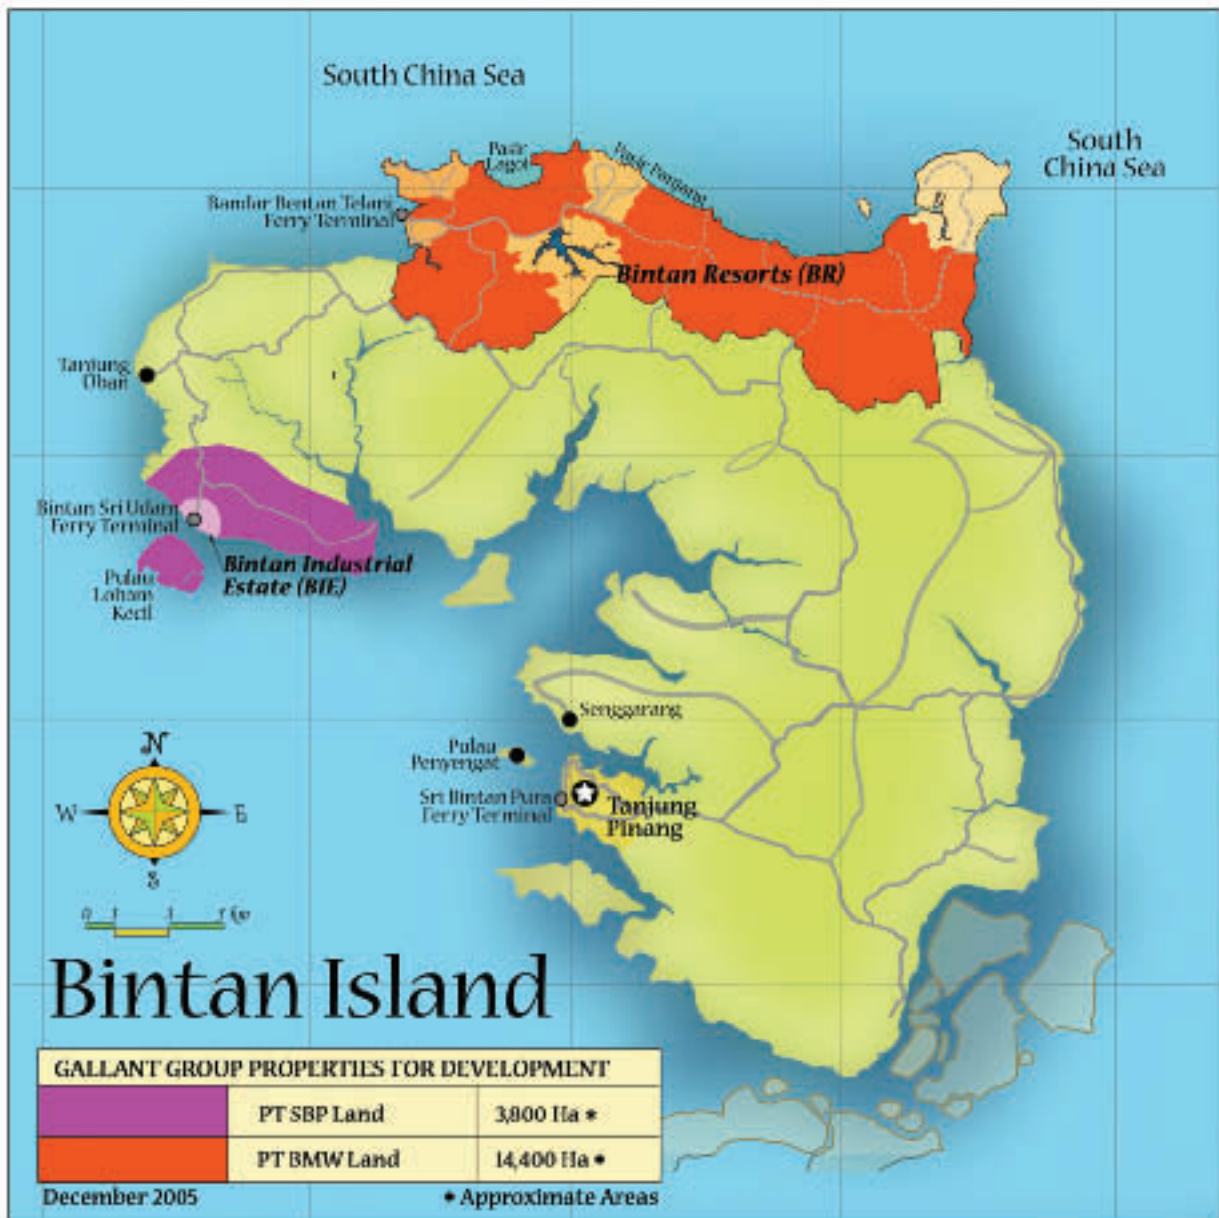 South China Sea
South
China Sea
Pasir
Lagoi
Pasir Panjang
Bandar Bentan Telani
Ferry Terminal
Bintan Resorts (BR)
Tanjung
Uban
Bintan Sri Udara
Ferry Terminal
Bintan Industrial
Estate (BIE)
Pulau
Lobam
Kecil
Senggarang
Pulau
Penyengat
Sri Bintan Pura
Ferry Terminal
Tanjung
Pinang
N
W
E
S
0
Km
Bintan Island
GALLANT GROUP PROPERTIES FOR DEVELOPMENT
PT SBP Land 3,800 Ha *
PT BMW Land 14,400 Ha *
December 2005 * Approximate Areas